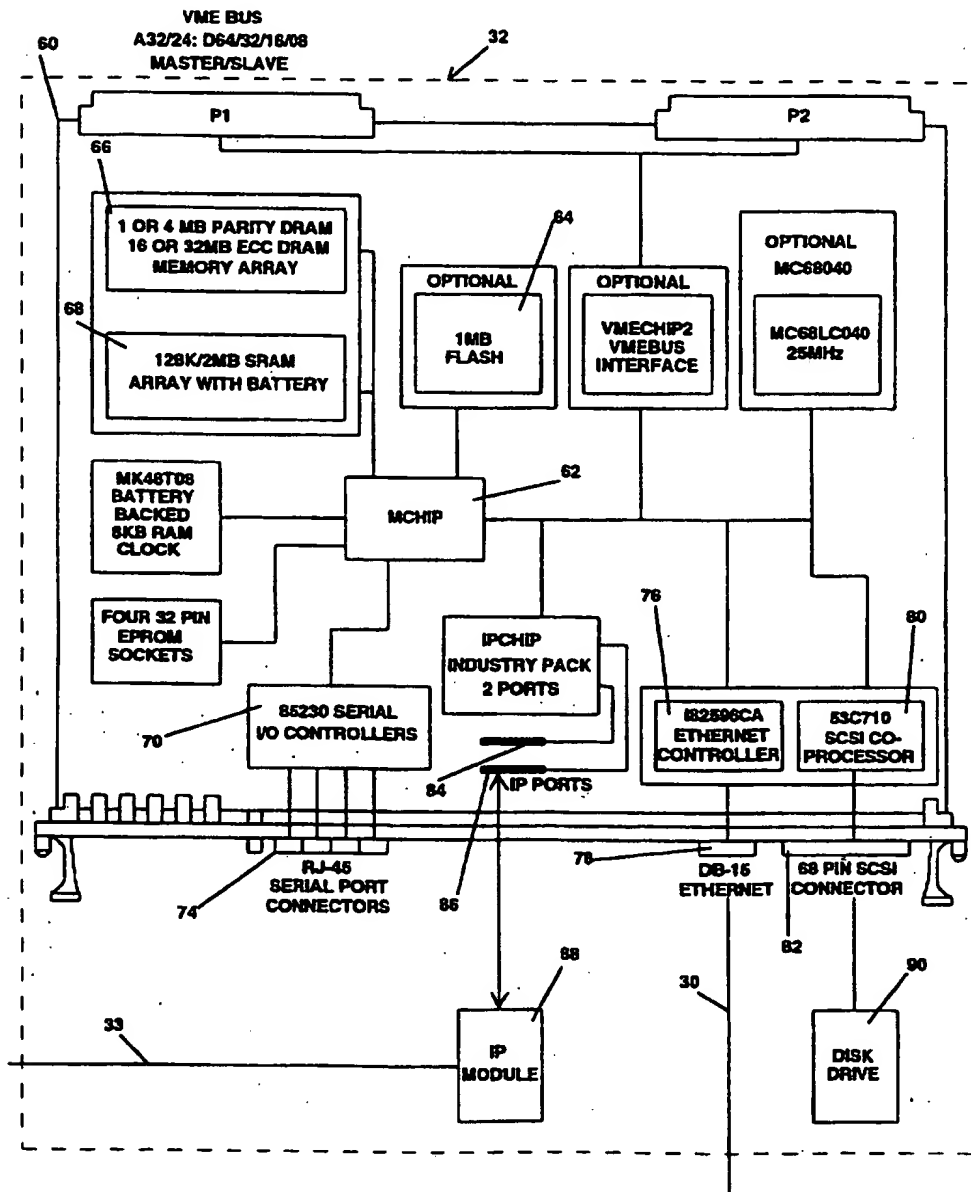 VME BUS
A32/24: D64/32/16/08
MASTER/SLAVE
60
32
P1
P2
66
1 OR 4 MB PARITY DRAM
16 OR 32MB ECC DRAM
MEMORY ARRAY
68
128K/2MB SRAM
ARRAY WITH BATTERY
64
OPTIONAL
1MB
FLASH
OPTIONAL
VMECHIP2
VMEBUS
INTERFACE
OPTIONAL
MC68040
MC68LC040
25MHz
MK48T08
BATTERY
BACKED
8KB RAM
CLOCK
MCHIP
62
FOUR 32 PIN
EPROM
SOCKETS
IPCHIP
INDUSTRY PACK
2 PORTS
76
80
70
85230 SERIAL
I/O CONTROLLERS
I82596CA
ETHERNET
CONTROLLER
53C710
SCSI CO-
PROCESSOR
84
IP PORTS
74
RJ-45
SERIAL PORT
CONNECTORS
86
78
DB-15
ETHERNET
68 PIN SCSI
CONNECTOR
82
88
30
90
33
IP
MODULE
DISK
DRIVE